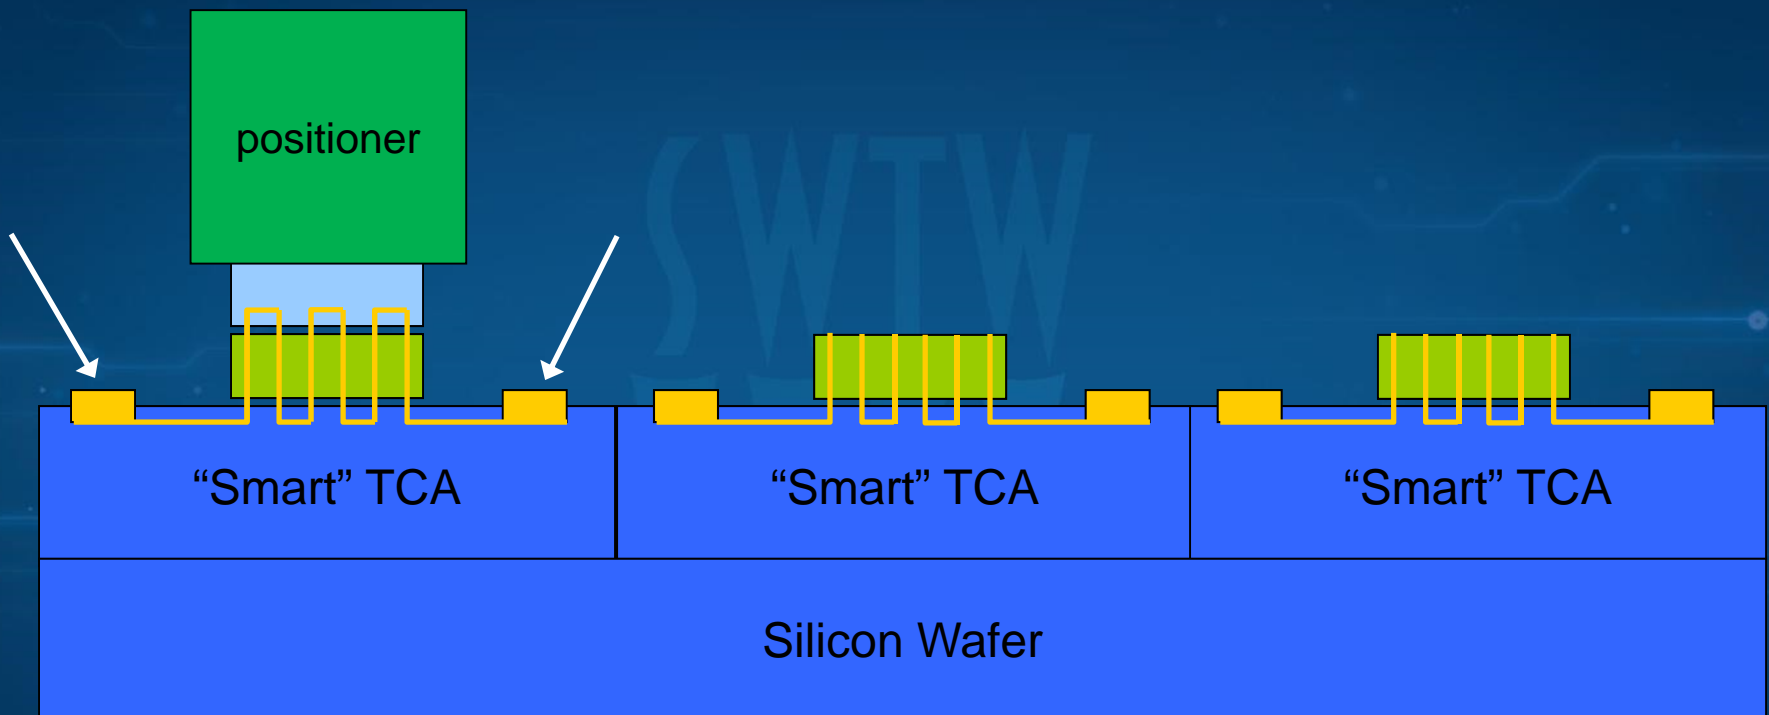 positioner
SWTW
“Smart” TCA
“Smart” TCA
“Smart” TCA
Silicon Wafer